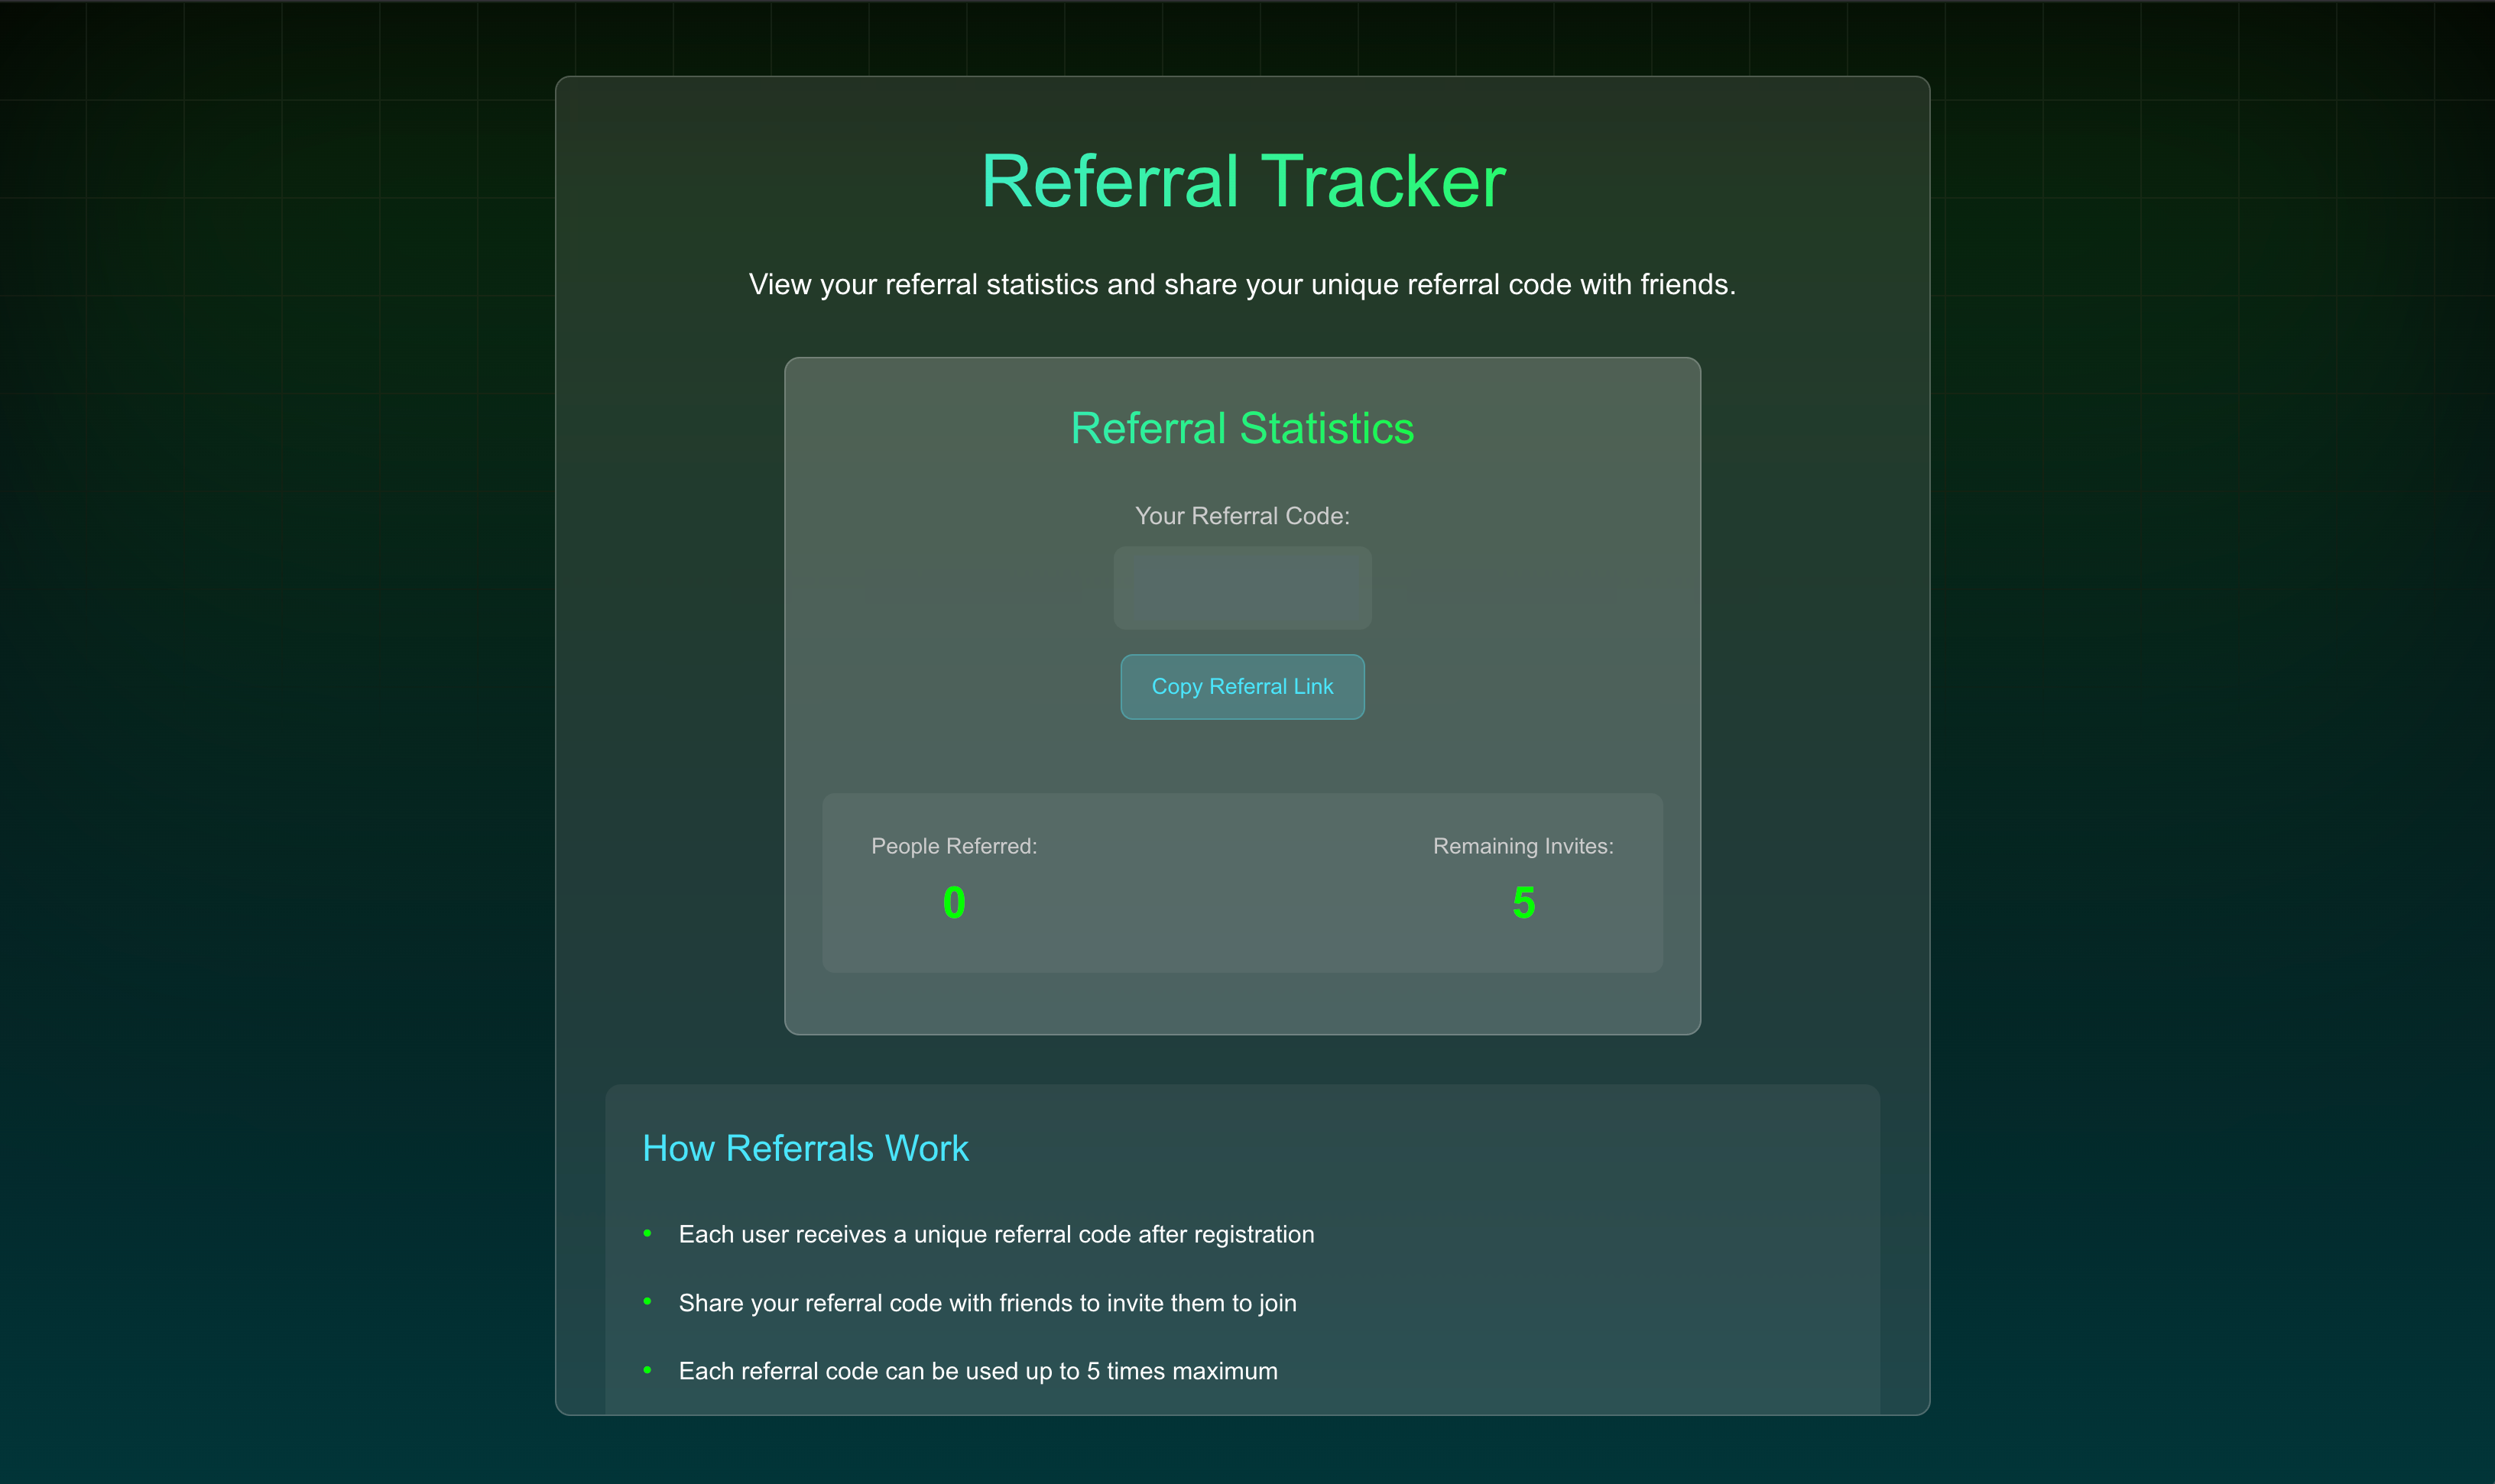 Referral Tracker
View your referral statistics and share your unique referral code with friends.
Referral Statistics
Your Referral Code:
Copy Referral Link
People Referred:
Remaining Invites:
0
5
How Referrals Work
• Each user receives a unique referral code after registration
• Share your referral code with friends to invite them to join
• Each referral code can be used up to 5 times maximum